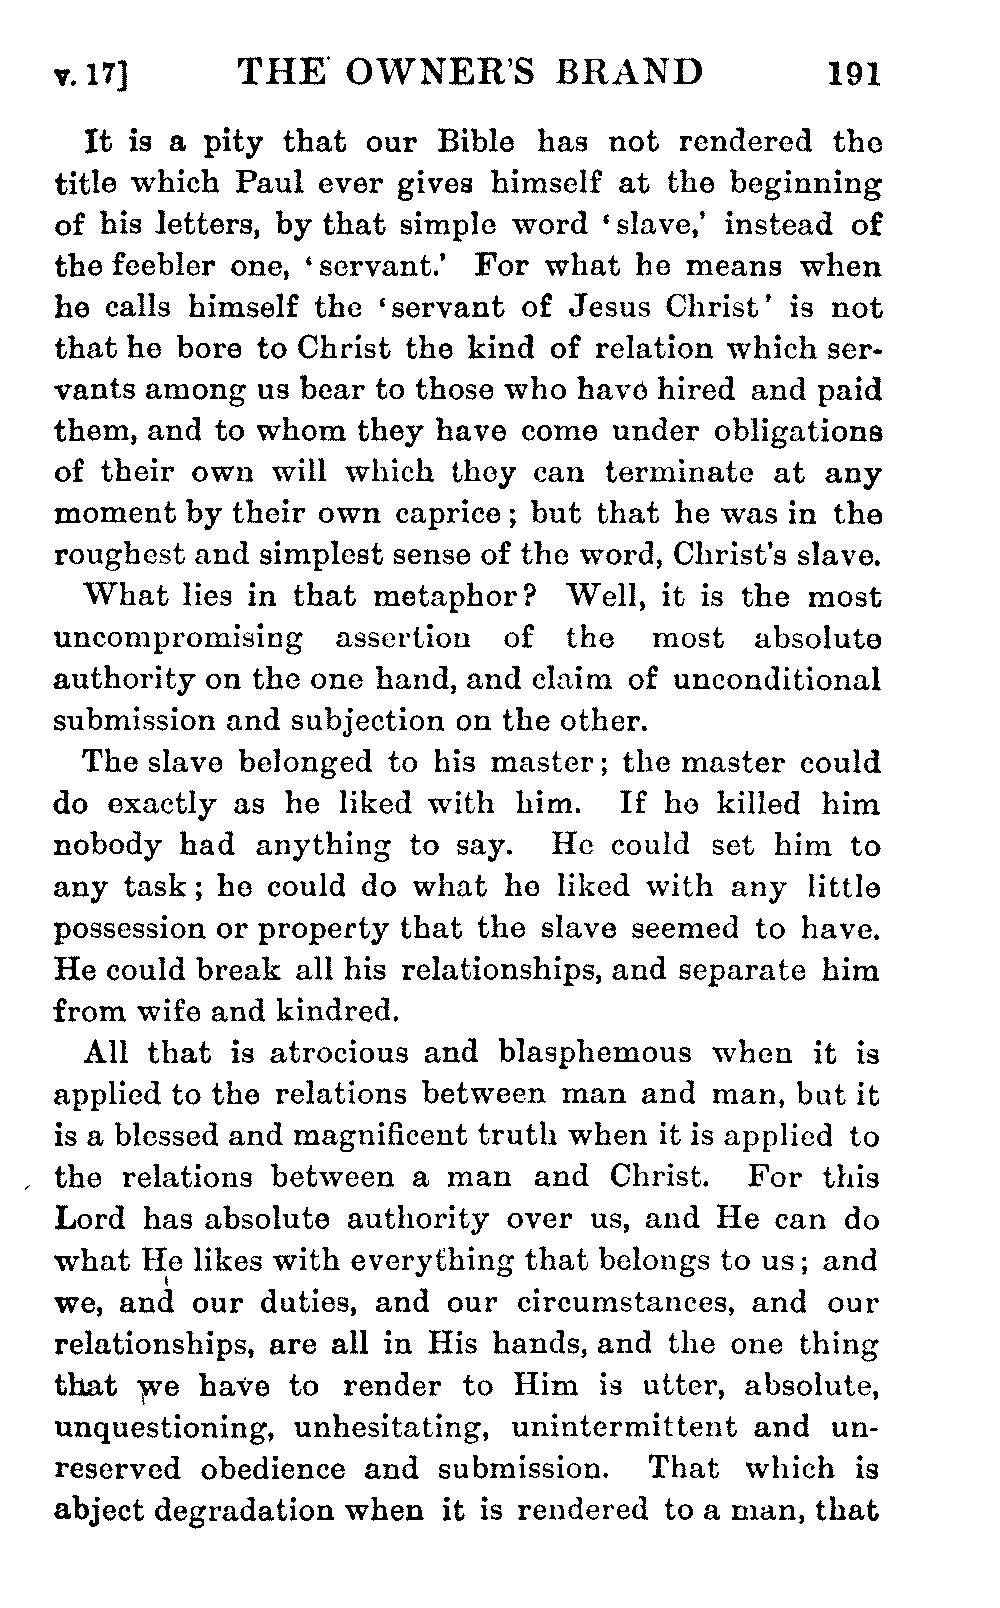 v. 17] THE OWNER'S BRAND 191
It is a pity that our Bible has not rendered the
title which Paul ever gives himself at the beginning
of his letters, by that simple word ‘slave,’ instead of
the feebler one, ‘servant.’ For what he means when
he calls himself the ‘servant of Jesus Christ’ is not
that he bore to Christ the kind of relation which ser-
vants among us bear to those who have hired and paid
them, and to whom they have come under obligations
of their own will which they can terminate at any
moment by their own caprice; but that he was in the
roughest and simplest sense of the word, Christ's slave.
What lies in that metaphor? Well, it is the most
uncompromising assertion of the most absolute
authority on the one hand, and claim of unconditional
submission and subjection on the other.
The slave belonged to his master; the master could
do exactly as he liked with him. If he killed him
nobody had anything to say. He could set him to
any task; he could do what he liked with any little
possession or property that the slave seemed to have.
He could break all his relationships, and separate him
from wife and kindred.
All that is atrocious and blasphemous when it is
applied to the relations between man and man, but it
is a blessed and magnificent truth when it is applied to
the relations between a man and Christ. For this
Lord has absolute authority over us, and He can do
what He likes with everything that belongs to us; and
we, and our duties, and our circumstances, and our
relationships, are all in His hands, and the one thing
that we have to render to Him is utter, absolute,
unquestioning, unhesitating, unintermittent and un-
reserved obedience and submission. That which is
abject degradation when it is rendered to a man, that